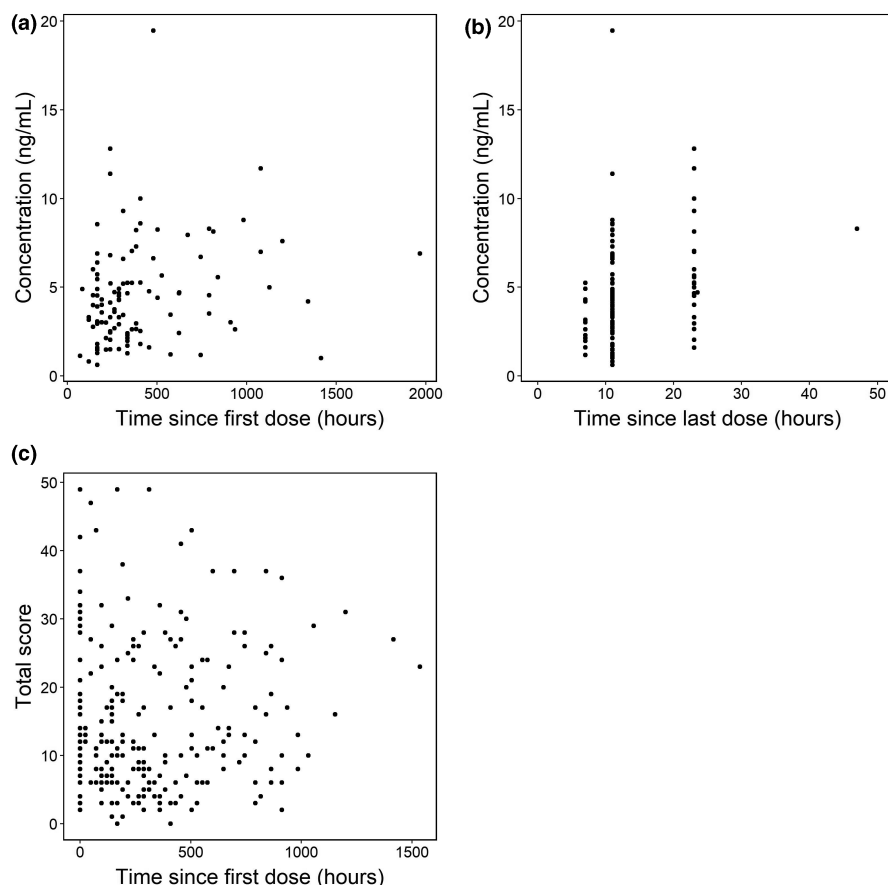 (a)
20
15
10
5
0
Concentration (ng/mL)
0 500 1000 1500 2000
Time since first dose (hours)
(b)
20
15
10
5
0
Concentration (ng/mL)
0 10 20 30 40 50
Time since last dose (hours)
(c)
50
40
30
20
10
0
Total score
0 500 1000 1500
Time since first dose (hours)